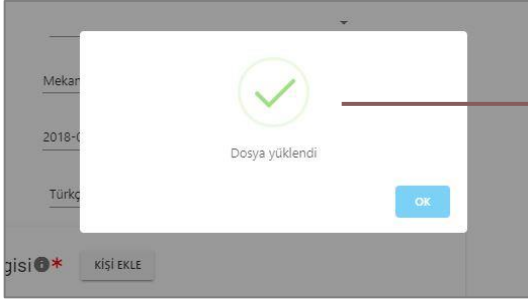 Mekan
2018-0
Dosya yüklendi
Türkç
OK
gisi * KİŞİ EKLE